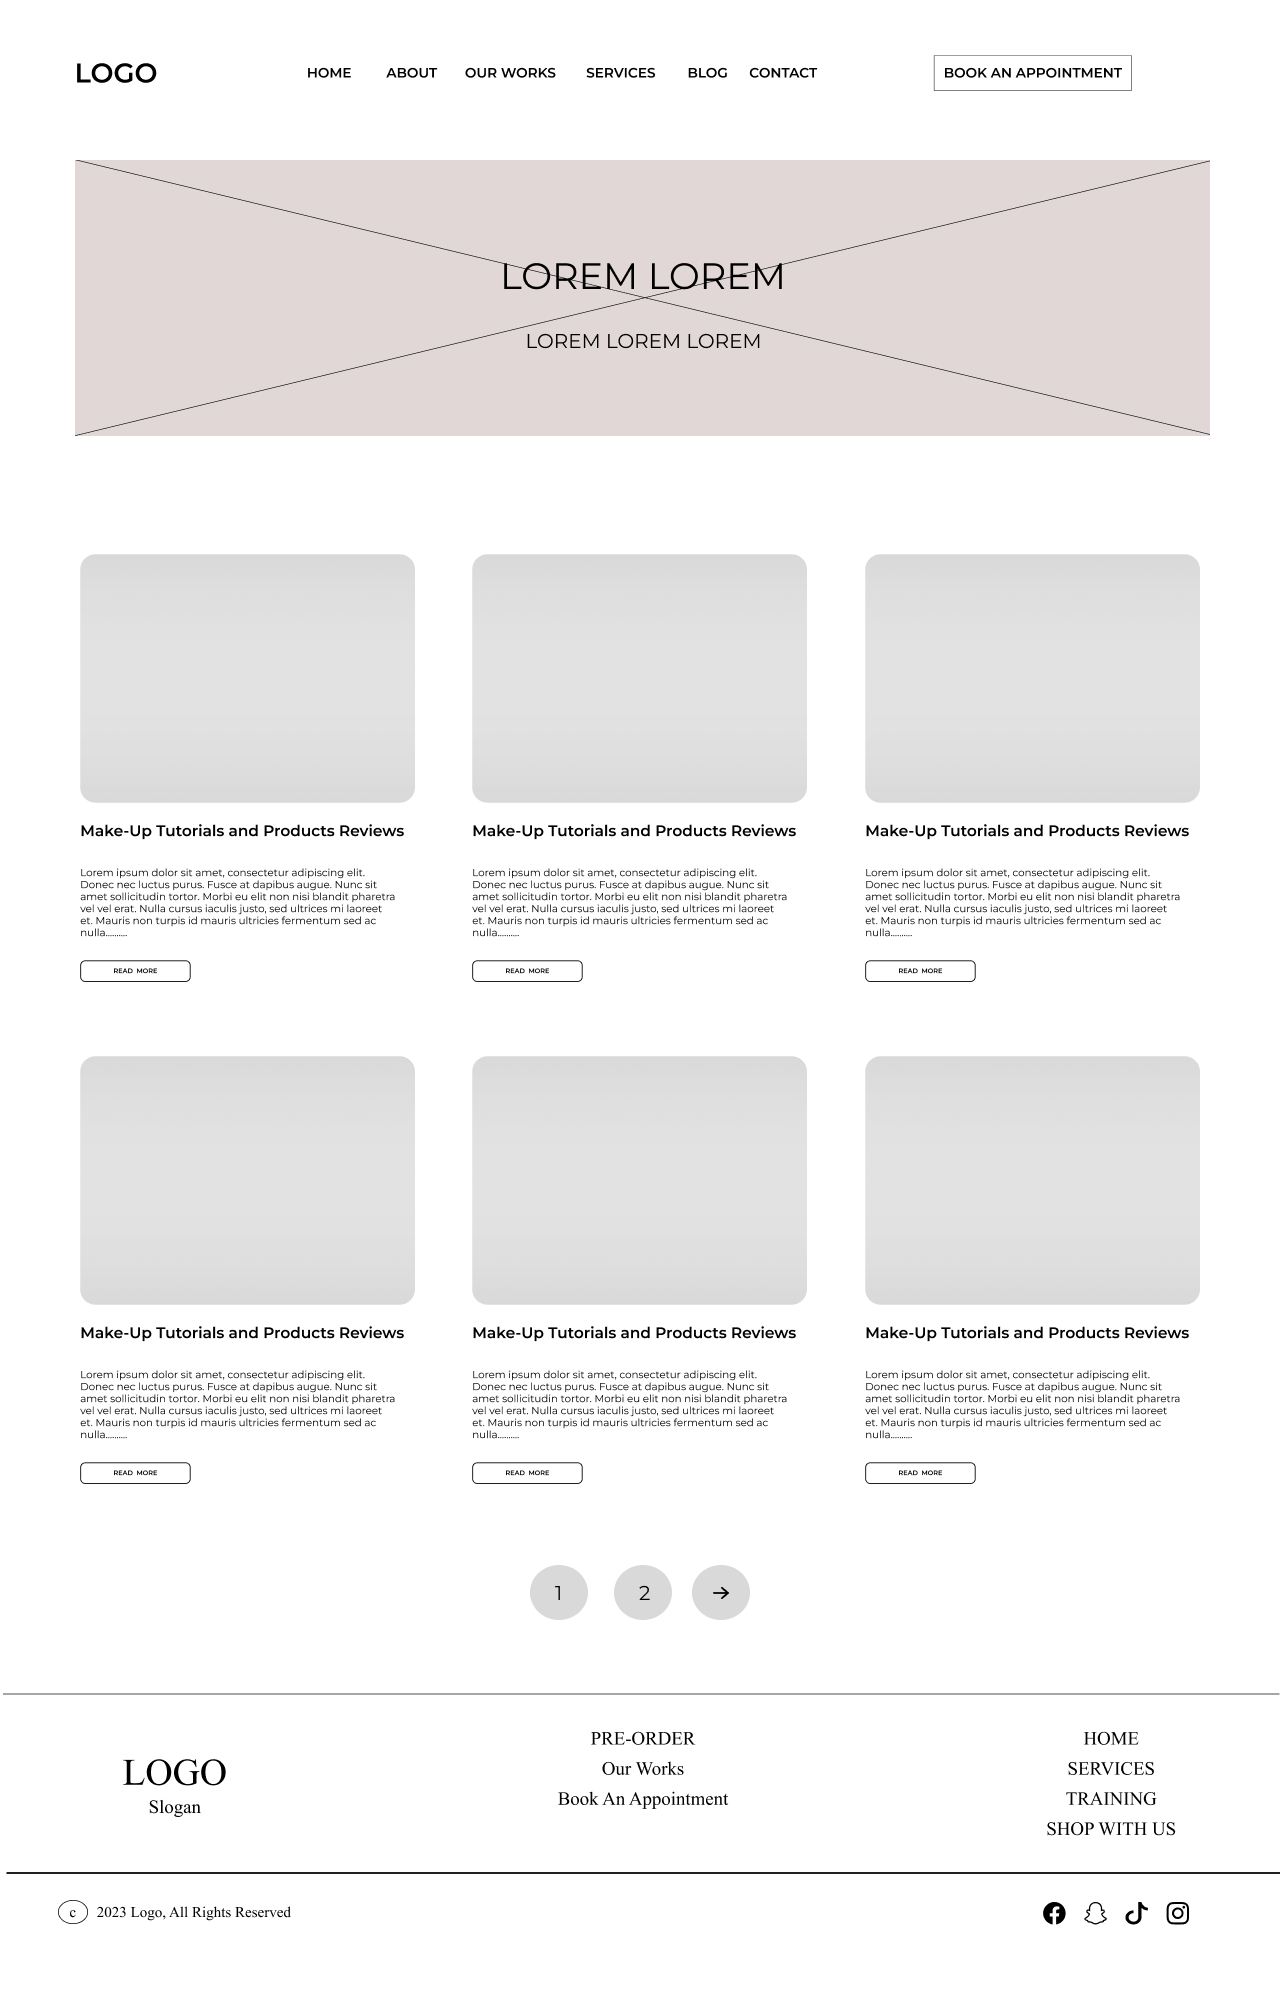 LOGO
HOME ABOUT OUR WORKS SERVICES BLOG CONTACT
BOOK AN APPOINTMENT
LOREM LOREM
LOREM LOREM LOREM
Make-Up Tutorials and Products Reviews
Lorem ipsum dolor sit amet, consectetur adipiscing elit.
Donec nec luctus purus. Fusce at dapibus augue. Nunc sit
amet sollicitudin tortor. Morbi eu elit non nisi blandit pharetra
vel vel erat. Nulla cursus iaculis justo, sed ultrices mi laoreet
et. Mauris non turpis id mauris ultricies fermentum sed ac
nulla..........
READ MORE
Make-Up Tutorials and Products Reviews
Lorem ipsum dolor sit amet, consectetur adipiscing elit.
Donec nec luctus purus. Fusce at dapibus augue. Nunc sit
amet sollicitudin tortor. Morbi eu elit non nisi blandit pharetra
vel vel erat. Nulla cursus iaculis justo, sed ultrices mi laoreet
et. Mauris non turpis id mauris ultricies fermentum sed ac
nulla..........
READ MORE
Make-Up Tutorials and Products Reviews
Lorem ipsum dolor sit amet, consectetur adipiscing elit.
Donec nec luctus purus. Fusce at dapibus augue. Nunc sit
amet sollicitudin tortor. Morbi eu elit non nisi blandit pharetra
vel vel erat. Nulla cursus iaculis justo, sed ultrices mi laoreet
et. Mauris non turpis id mauris ultricies fermentum sed ac
nulla..........
READ MORE
Make-Up Tutorials and Products Reviews
Lorem ipsum dolor sit amet, consectetur adipiscing elit.
Donec nec luctus purus. Fusce at dapibus augue. Nunc sit
amet sollicitudin tortor. Morbi eu elit non nisi blandit pharetra
vel vel erat. Nulla cursus iaculis justo, sed ultrices mi laoreet
et. Mauris non turpis id mauris ultricies fermentum sed ac
nulla..........
READ MORE
Make-Up Tutorials and Products Reviews
Lorem ipsum dolor sit amet, consectetur adipiscing elit.
Donec nec luctus purus. Fusce at dapibus augue. Nunc sit
amet sollicitudin tortor. Morbi eu elit non nisi blandit pharetra
vel vel erat. Nulla cursus iaculis justo, sed ultrices mi laoreet
et. Mauris non turpis id mauris ultricies fermentum sed ac
nulla..........
READ MORE
Make-Up Tutorials and Products Reviews
Lorem ipsum dolor sit amet, consectetur adipiscing elit.
Donec nec luctus purus. Fusce at dapibus augue. Nunc sit
amet sollicitudin tortor. Morbi eu elit non nisi blandit pharetra
vel vel erat. Nulla cursus iaculis justo, sed ultrices mi laoreet
et. Mauris non turpis id mauris ultricies fermentum sed ac
nulla..........
READ MORE
1 2 →
LOGO
Slogan
PRE-ORDER
Our Works
Book An Appointment
HOME
SERVICES
TRAINING
SHOP WITH US
c 2023 Logo, All Rights Reserved